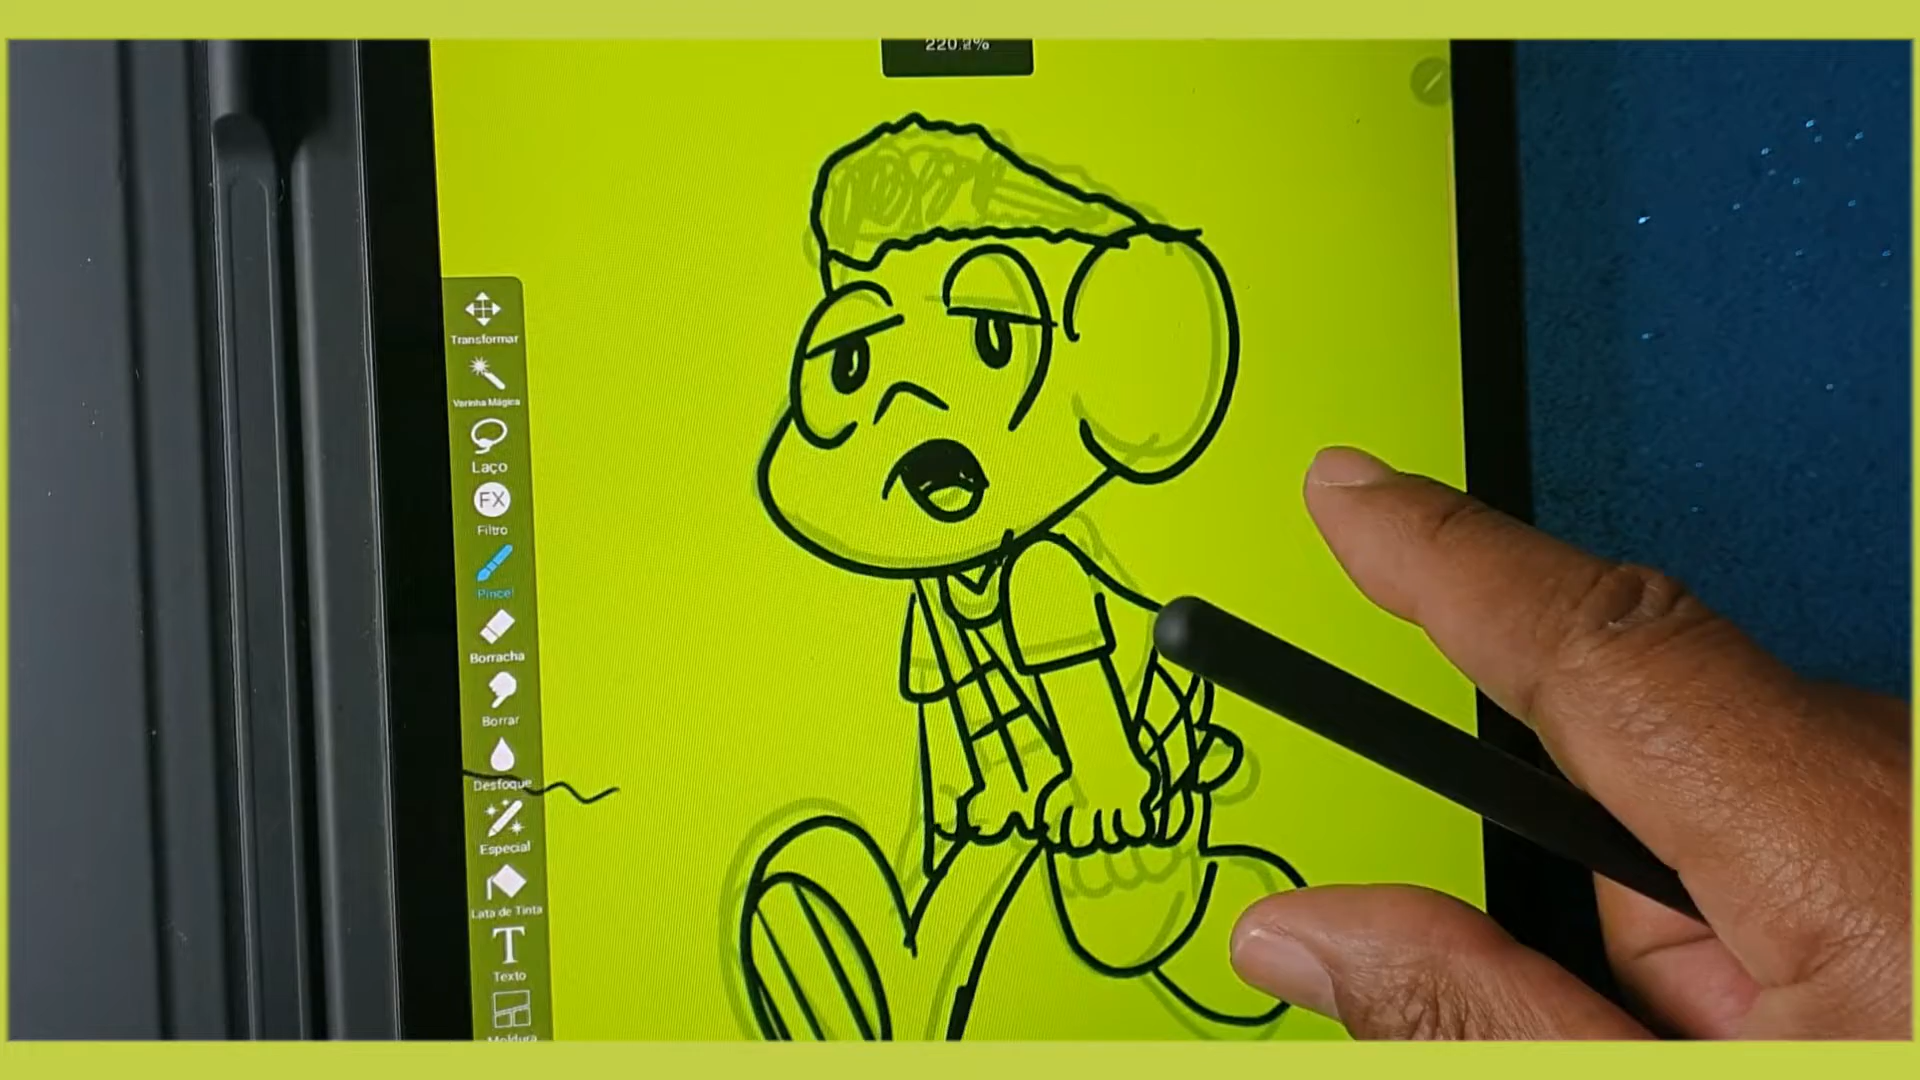 220.2%
Transformar
Varinha Mágica
Laço
FX
Filtro
Pincel
Borracha
Borrar
Desfoque
Especial
Lata de Tinta
T
Texto
Moldura